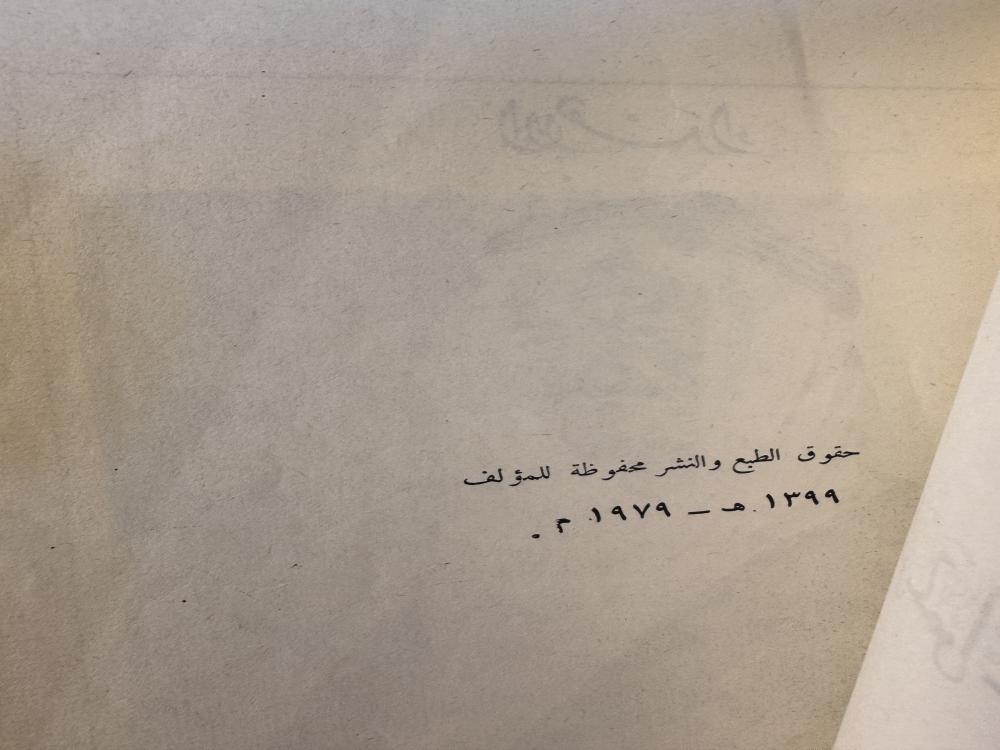 حقوق الطبع والنشر محفوظة للمؤلف
١٣٩٩ هـ – ١٩٧٩ م .